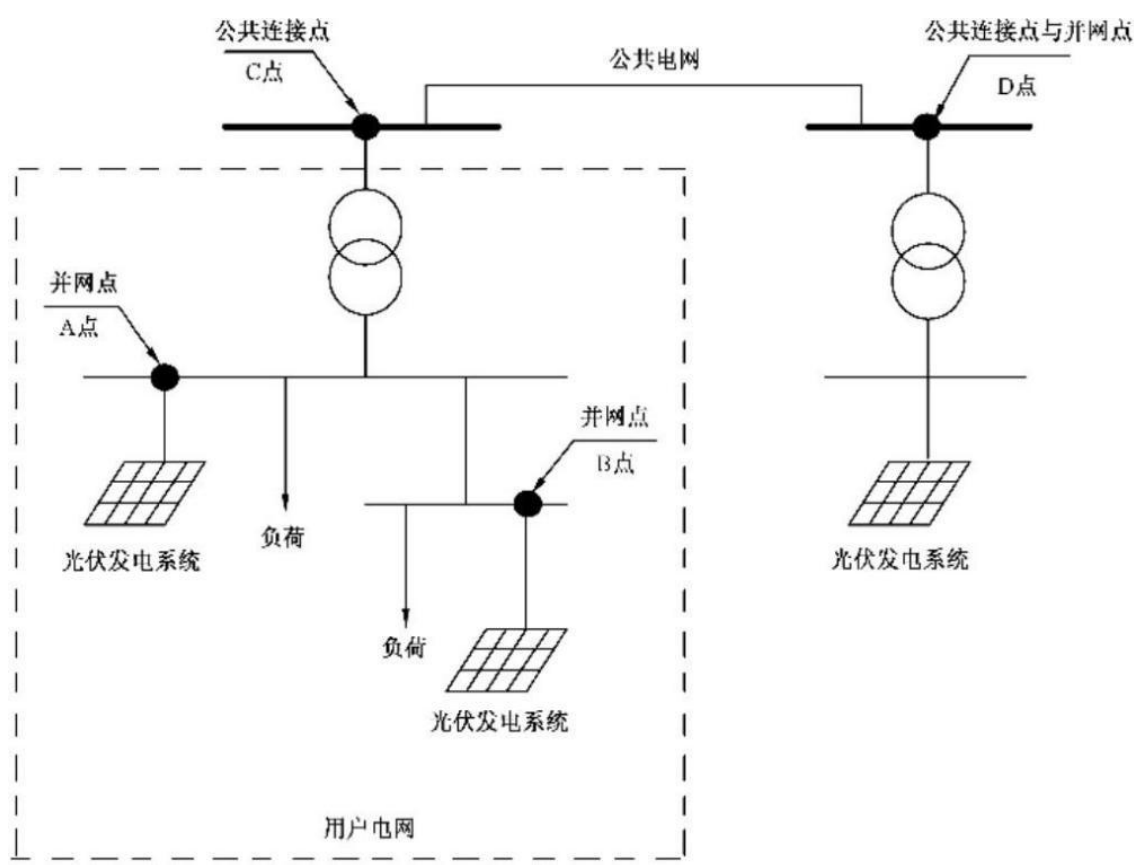 公共连接点
C点
公共电网
公共连接点与并网点
D点
并网点
A点
并网点
B点
负荷
光伏发电系统
光伏发电系统
负荷
光伏发电系统
用户电网